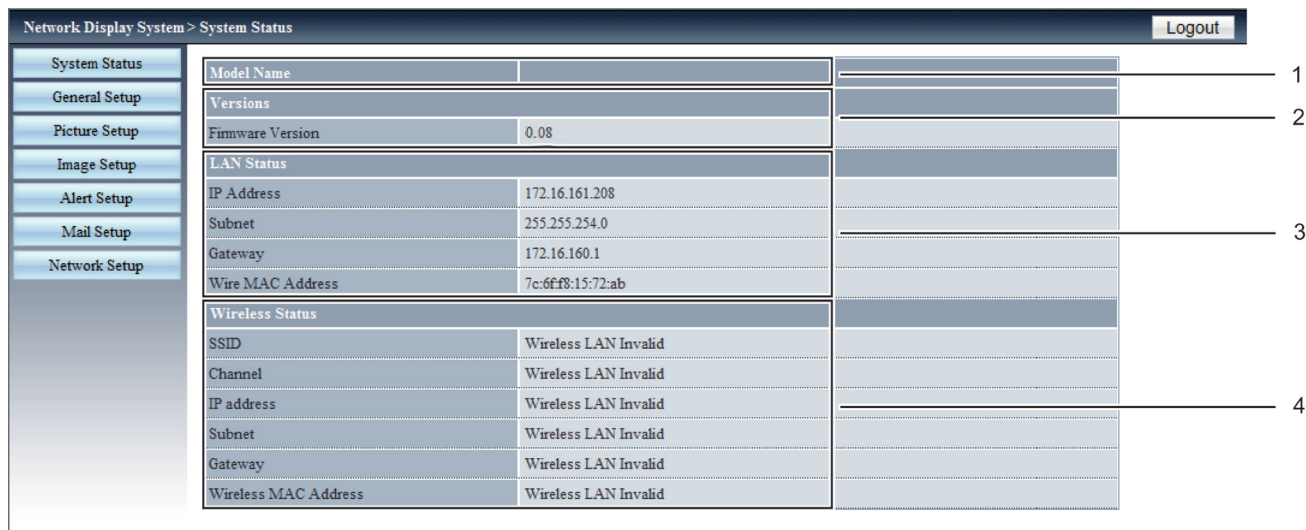 Network Display System > System Status
Logout
System Status
General Setup
Picture Setup
Image Setup
Alert Setup
Mail Setup
Network Setup
Model Name
1
Versions
2
Firmware Version 0.08
LAN Status
IP Address 172.16.161.208
Subnet 255.255.254.0
3
Gateway 172.16.160.1
Wire MAC Address 7c:6f:f8:15:72:ab
Wireless Status
SSID Wireless LAN Invalid
Channel Wireless LAN Invalid
IP address Wireless LAN Invalid
4
Subnet Wireless LAN Invalid
Gateway Wireless LAN Invalid
Wireless MAC Address Wireless LAN Invalid